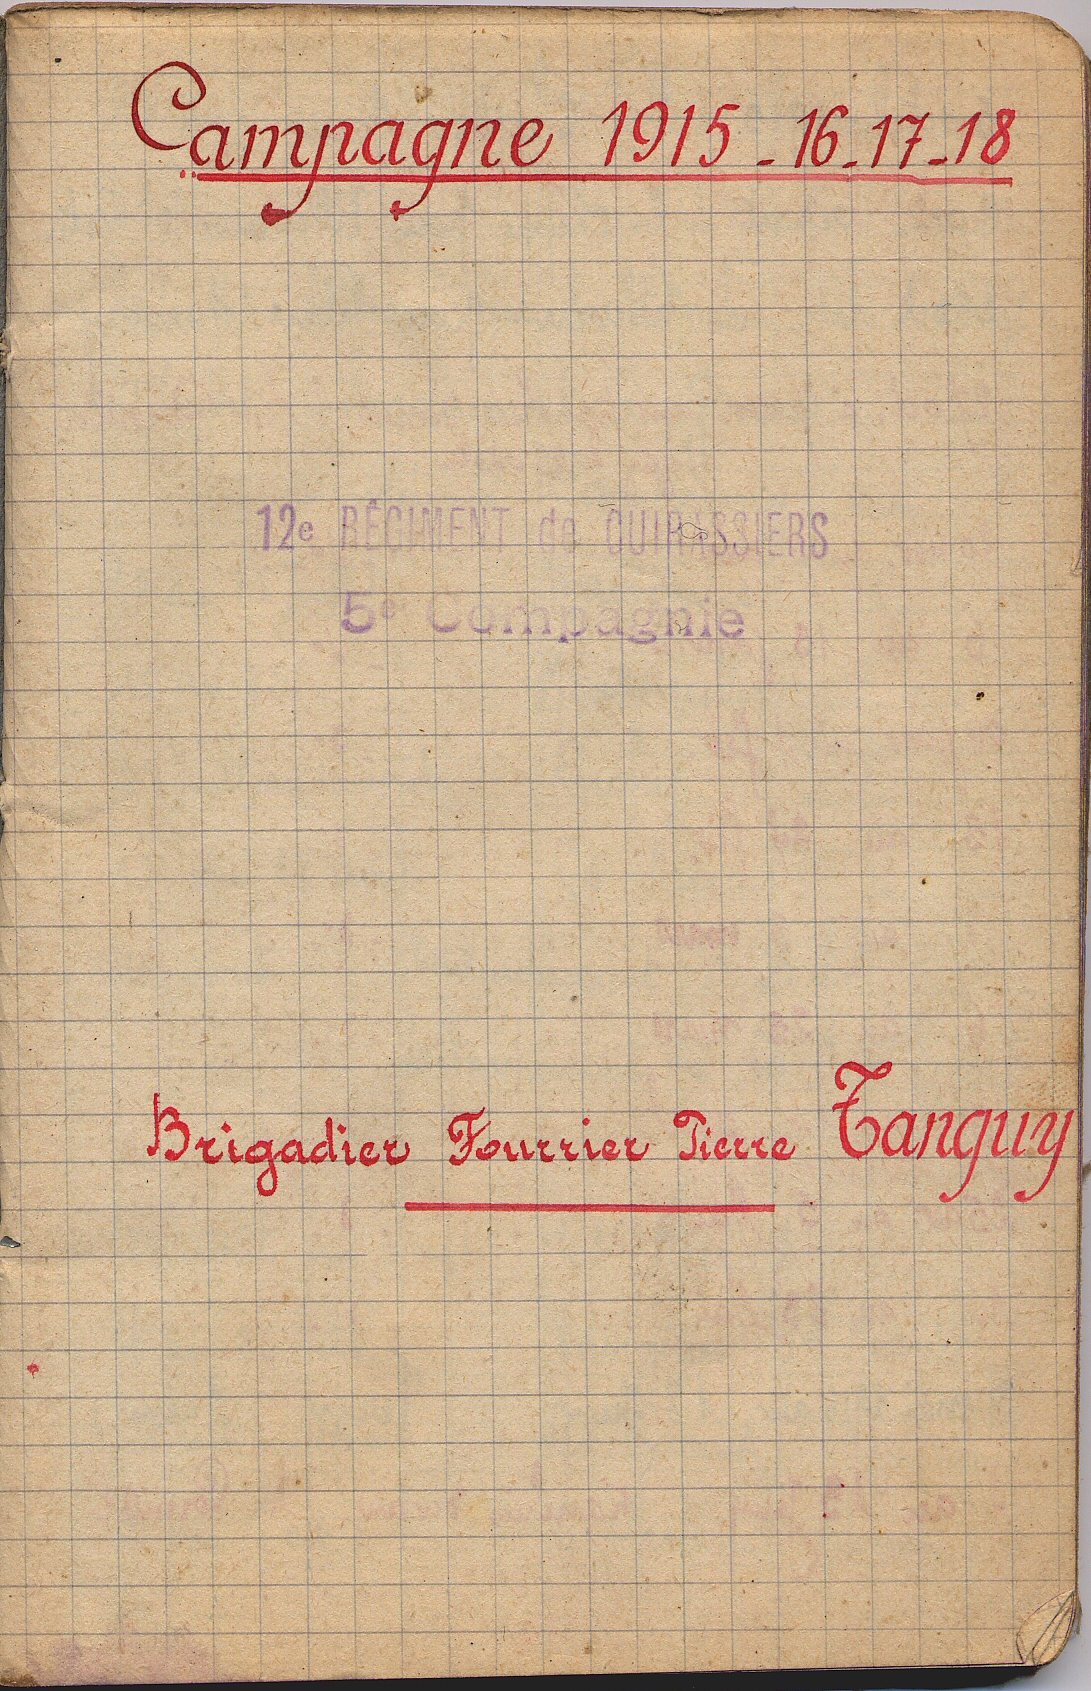 Campagne 1915-16-17-18
12e RÉGIMENT de CUIRASSIERS
5e Compagnie
Brigadier Fourrier Pierre Tanguy